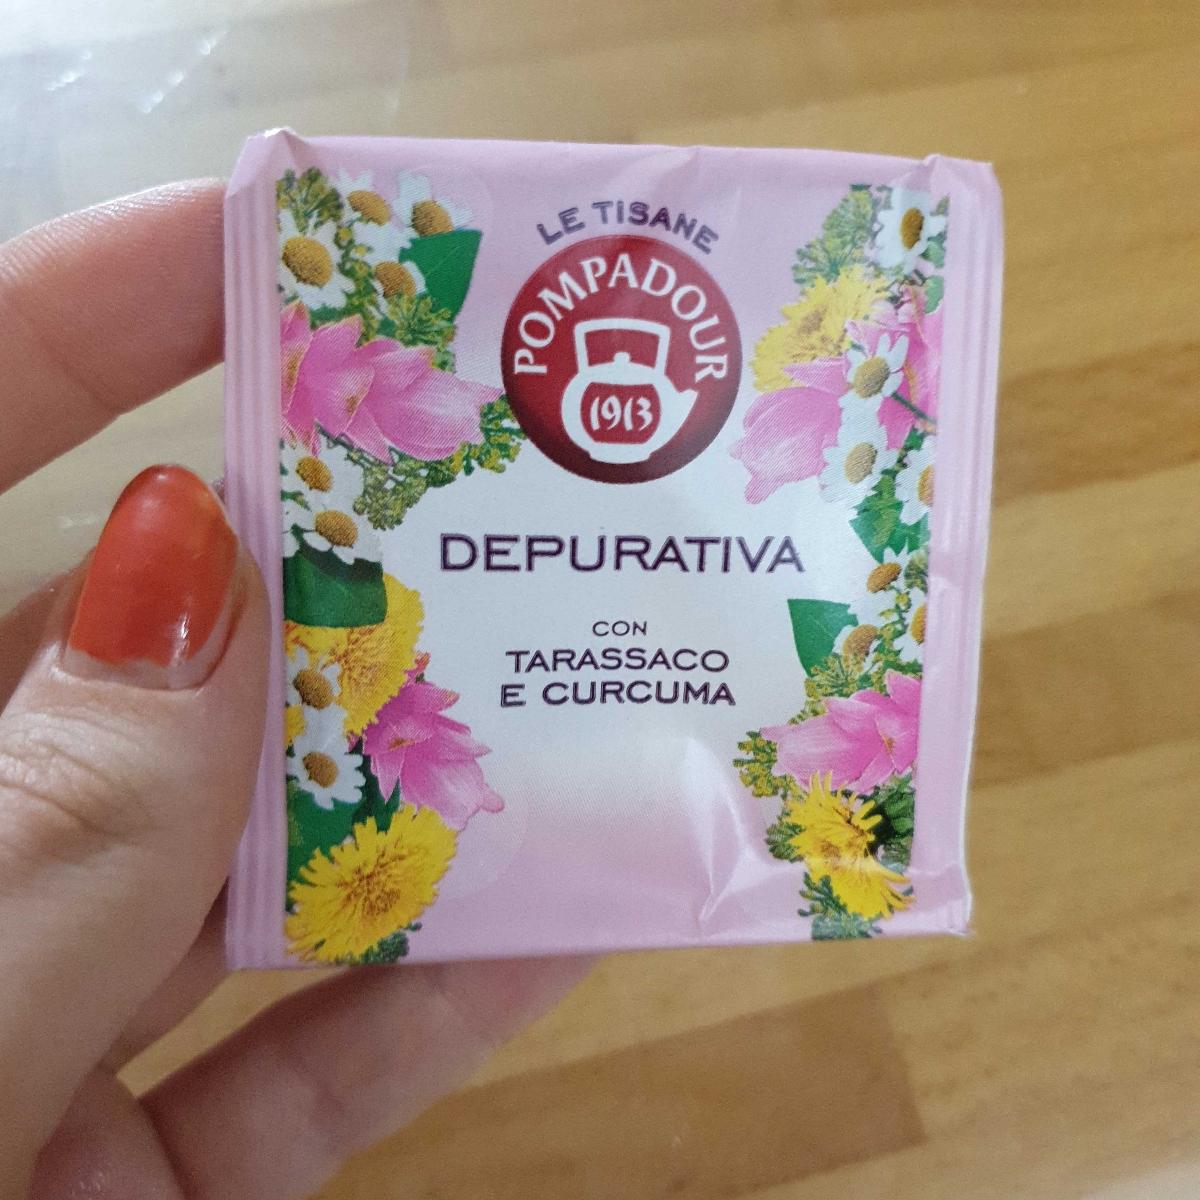 LE TISANE
POMPADOUR
1913
DEPURATIVA
CON
TARASSACO
E CURCUMA